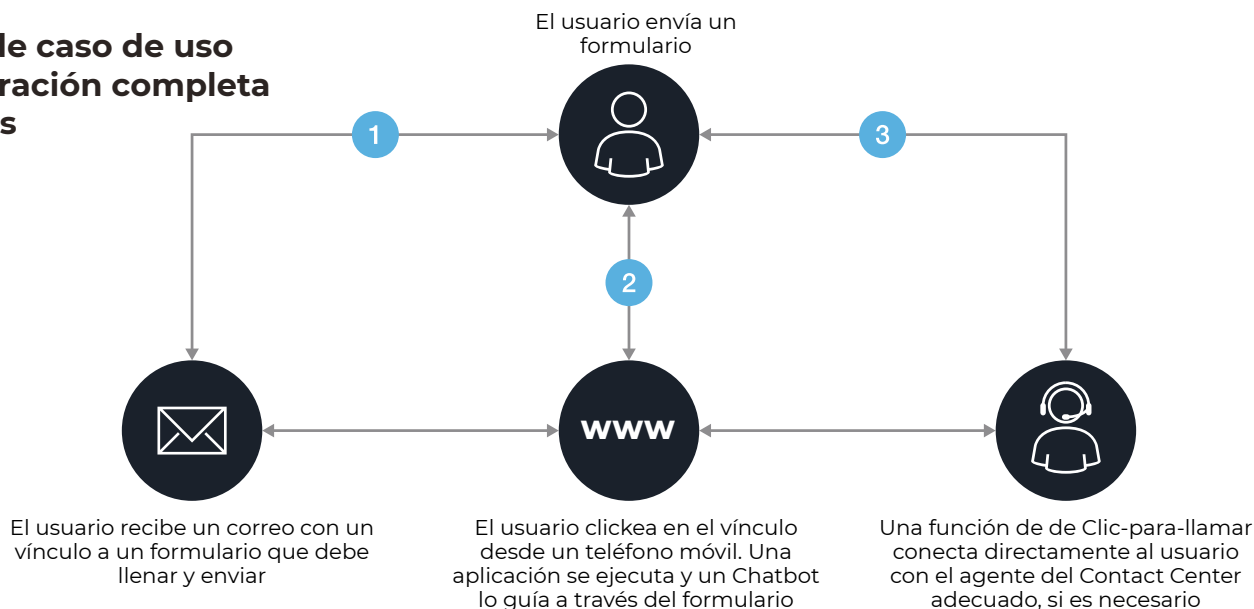 El usuario envía un
formulario
le caso de uso
ración completa
s
1
3
2
www
El usuario recibe un correo con un
vínculo a un formulario que debe
llenar y enviar
El usuario clickea en el vínculo
desde un teléfono móvil. Una
aplicación se ejecuta y un Chatbot
lo guía a través del formulario
Una función de de Clic-para-llamar
conecta directamente al usuario
con el agente del Contact Center
adecuado, si es necesario